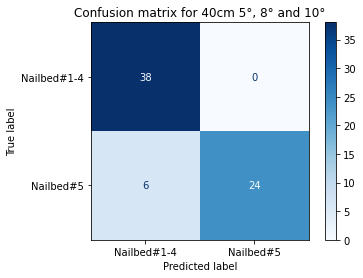 Confusion matrix for 40cm 5°, 8° and 10°
True label
Nailbed#1-4
38
0
Nailbed#5
6
24
Nailbed#1-4
Nailbed#5
Predicted label
35
30
25
20
15
10
5
0